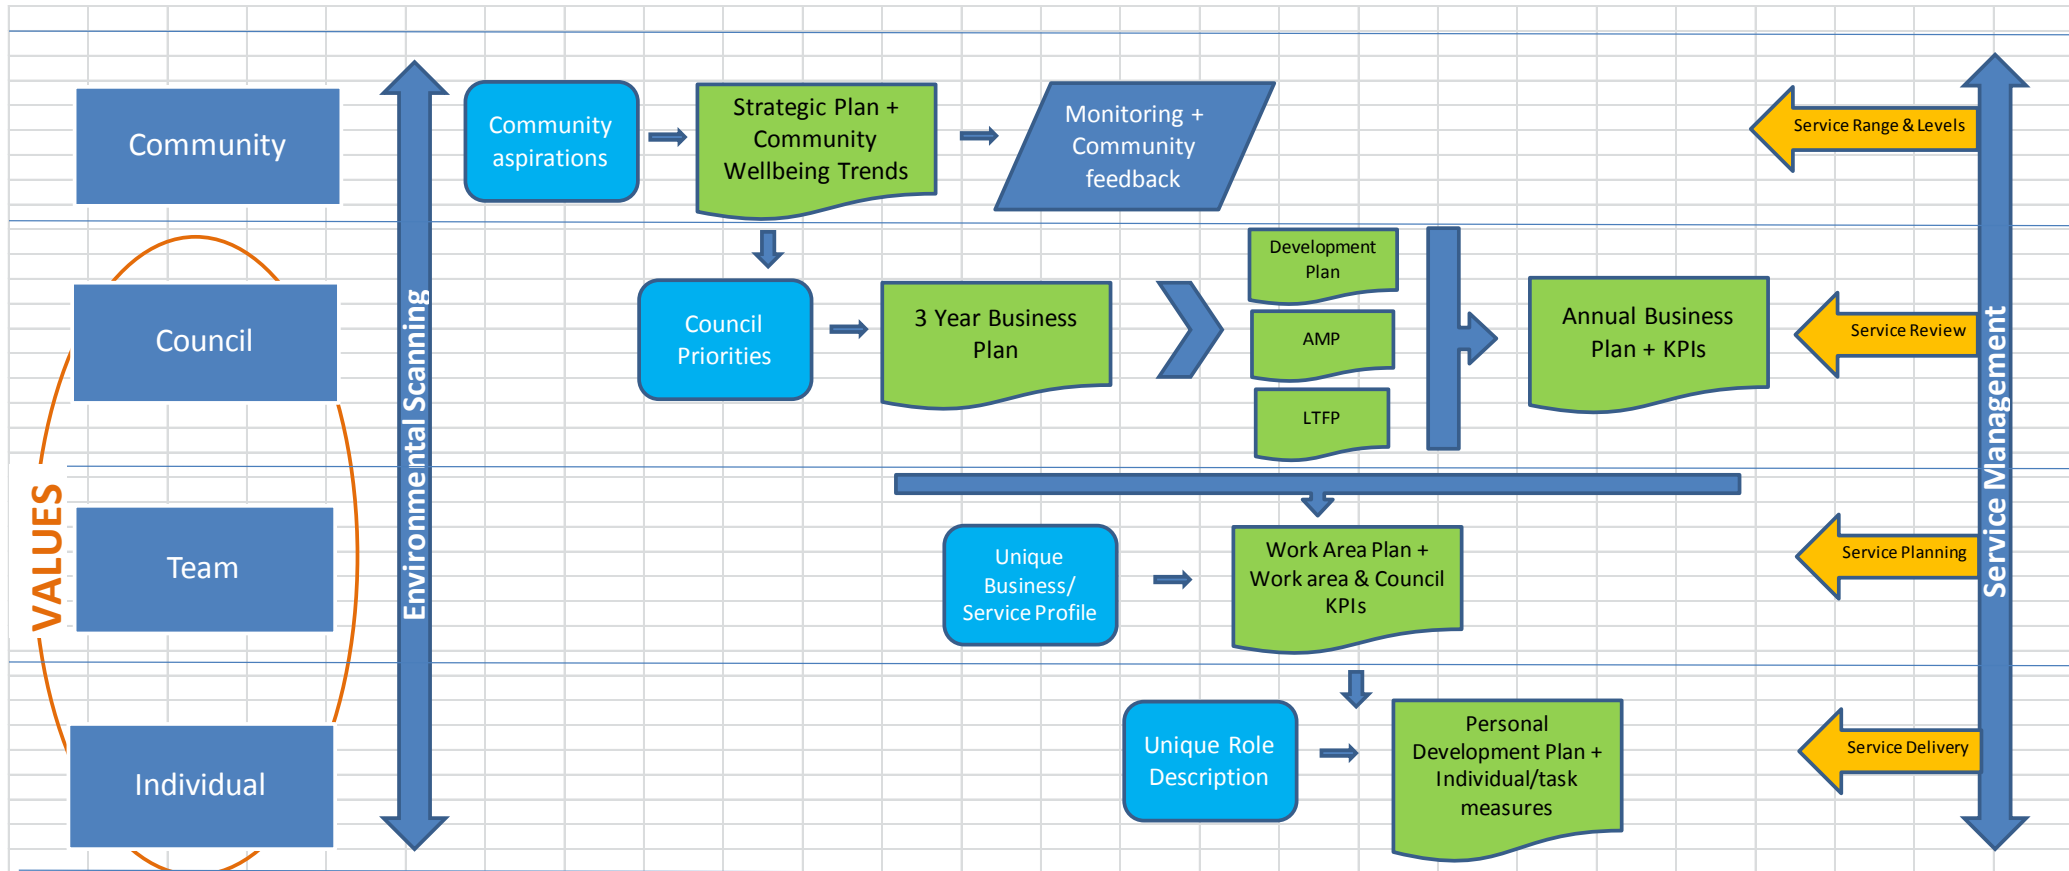 Community
Environmental Scanning
Community
aspirations
Strategic Plan +
Community
Wellbeing Trends
Monitoring +
Community
feedback
Service Range & Levels
Service Management
VALUES
Council
Council
Priorities
3 Year Business
Plan
Development
Plan
AMP
LTFP
Annual Business
Plan + KPIs
Service Review
Team
Unique
Business/
Service Profile
Work Area Plan +
Work area & Council
KPIs
Service Planning
Individual
Unique Role
Description
Personal
Development Plan +
Individual/task
measures
Service Delivery